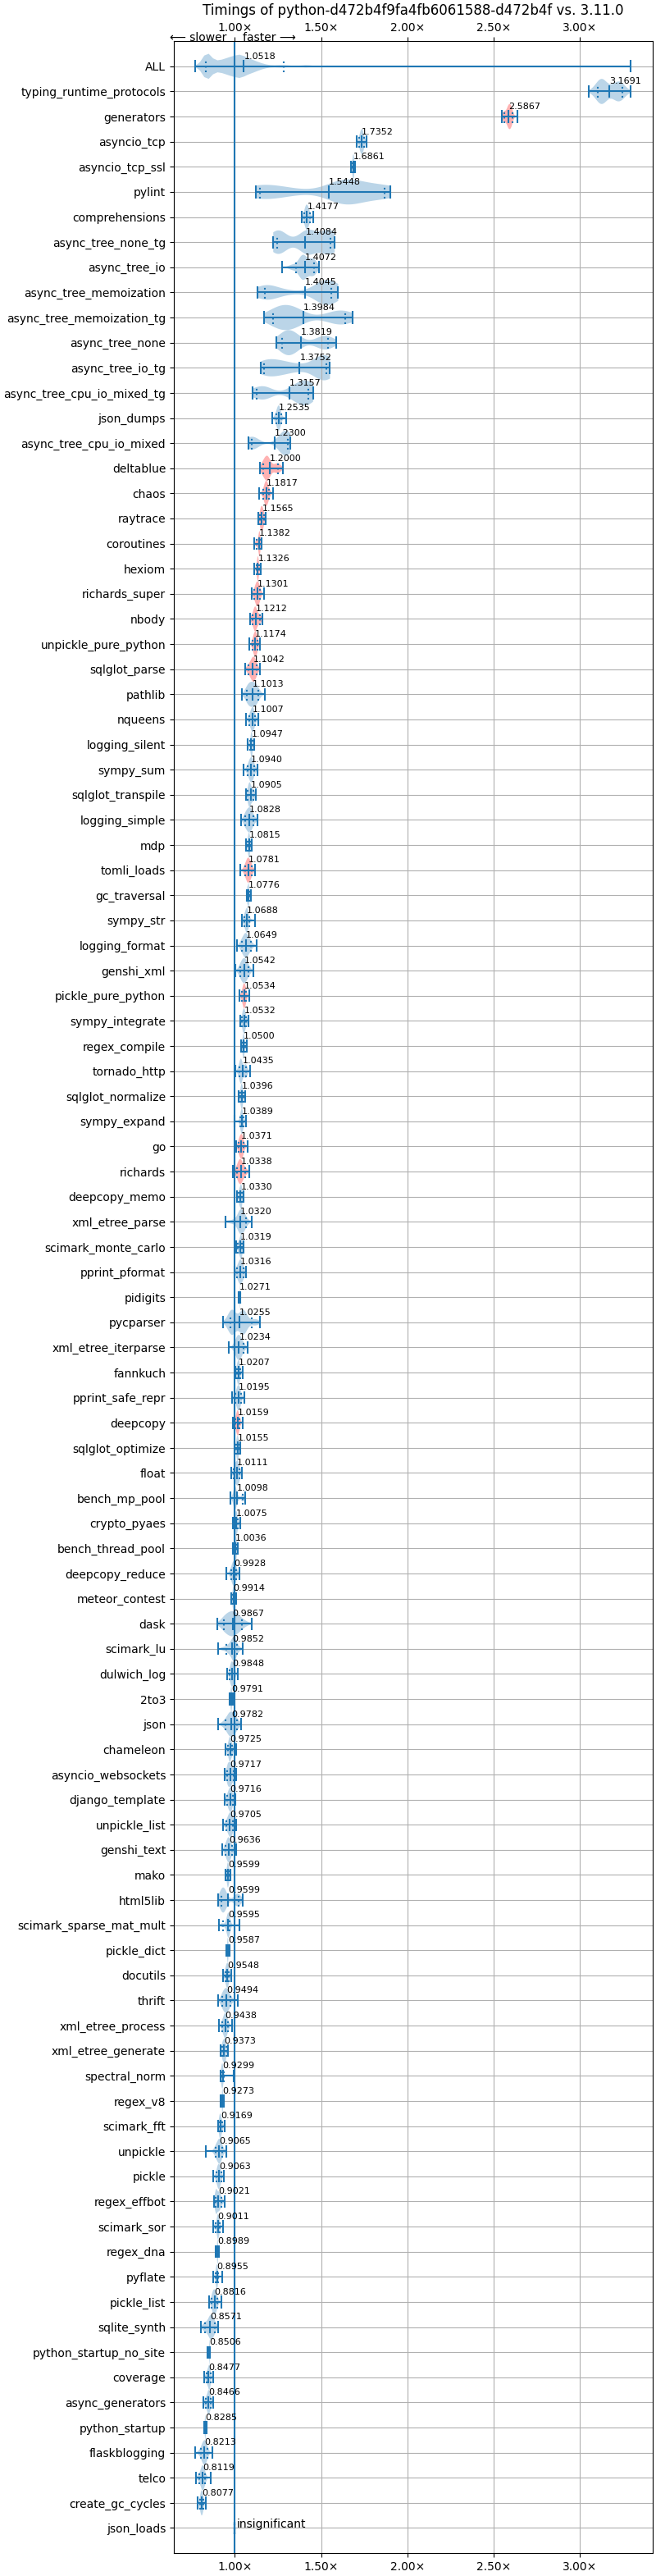 Timings of python-d472b4f9fa4fb6061588-d472b4f vs. 3.11.0
1.00× 1.50× 2.00× 2.50× 3.00×
⟵ slower faster ⟶
ALL 1.0518
typing_runtime_protocols 3.1691
generators 2.5867
asyncio_tcp 1.7352
asyncio_tcp_ssl 1.6861
pylint 1.5448
comprehensions 1.4177
async_tree_none_tg 1.4084
async_tree_io 1.4072
async_tree_memoization 1.4045
async_tree_memoization_tg 1.3984
async_tree_none 1.3819
async_tree_io_tg 1.3752
async_tree_cpu_io_mixed_tg 1.3157
json_dumps 1.2535
async_tree_cpu_io_mixed 1.2300
deltablue 1.2000
chaos 1.1817
raytrace 1.1565
coroutines 1.1382
hexiom 1.1326
richards_super 1.1301
nbody 1.1212
unpickle_pure_python 1.1174
sqlglot_parse 1.1042
pathlib 1.1013
nqueens 1.1007
logging_silent 1.0947
sympy_sum 1.0940
sqlglot_transpile 1.0905
logging_simple 1.0828
mdp 1.0815
tomli_loads 1.0781
gc_traversal 1.0776
sympy_str 1.0688
logging_format 1.0649
genshi_xml 1.0542
pickle_pure_python 1.0534
sympy_integrate 1.0532
regex_compile 1.0500
tornado_http 1.0435
sqlglot_normalize 1.0396
sympy_expand 1.0389
go 1.0371
richards 1.0338
deepcopy_memo 1.0330
xml_etree_parse 1.0320
scimark_monte_carlo 1.0319
pprint_pformat 1.0316
pidigits 1.0271
pycparser 1.0255
xml_etree_iterparse 1.0234
fannkuch 1.0207
pprint_safe_repr 1.0195
deepcopy 1.0159
sqlglot_optimize 1.0155
float 1.0111
bench_mp_pool 1.0098
crypto_pyaes 1.0075
bench_thread_pool 1.0036
deepcopy_reduce 0.9928
meteor_contest 0.9914
dask 0.9867
scimark_lu 0.9852
dulwich_log 0.9848
2to3 0.9791
json 0.9782
chameleon 0.9725
asyncio_websockets 0.9717
django_template 0.9716
unpickle_list 0.9705
genshi_text 0.9636
mako 0.9599
html5lib 0.9599
scimark_sparse_mat_mult 0.9595
pickle_dict 0.9587
docutils 0.9548
thrift 0.9494
xml_etree_process 0.9438
xml_etree_generate 0.9373
spectral_norm 0.9299
regex_v8 0.9273
scimark_fft 0.9169
unpickle 0.9065
pickle 0.9063
regex_effbot 0.9021
scimark_sor 0.9011
regex_dna 0.8989
pyflate 0.8955
pickle_list 0.8816
sqlite_synth 0.8571
python_startup_no_site 0.8506
coverage 0.8477
async_generators 0.8466
python_startup 0.8285
flaskblogging 0.8213
telco 0.8119
create_gc_cycles 0.8077
json_loads insignificant
1.00× 1.50× 2.00× 2.50× 3.00×